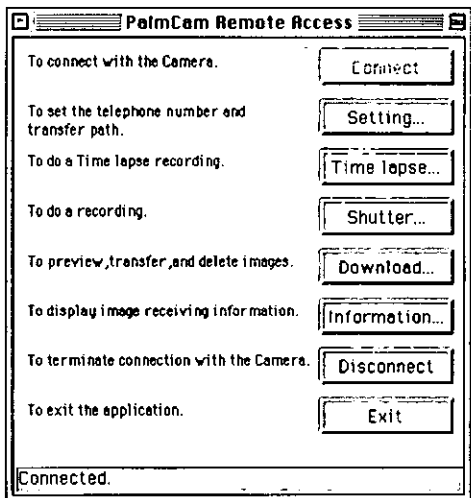 PalmCam Remote Access
To connect with the Camera.
Connect
To set the telephone number and
transfer path.
Setting...
To do a Time lapse recording.
Time lapse...
To do a recording.
Shutter...
To preview,transfer,and delete images.
Download...
To display image receiving information.
Information...
To terminate connection with the Camera.
Disconnect
To exit the application.
Exit
Connected.